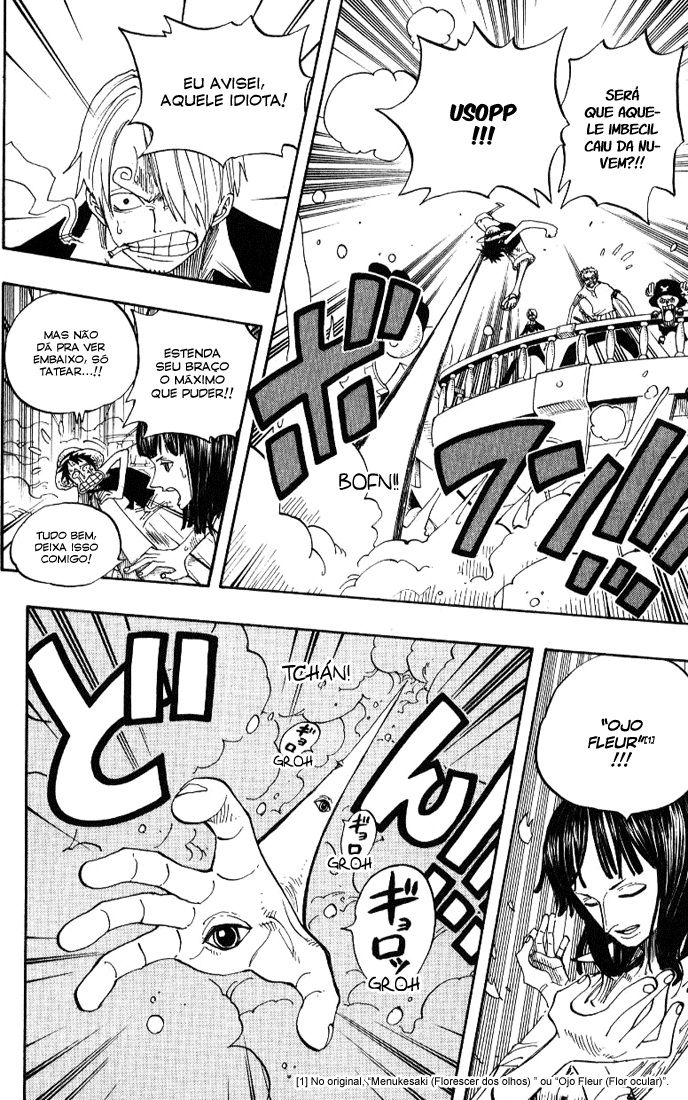 SERÁ
QUE AQUE-
LE IMBECIL
CAIU DA NU-
VEM?!!
USOPP
!!!
ボ
フンッ!!!
BOFN!!
EU AVISEI,
AQUELE IDIOTA!
ESTENDA
SEU BRAÇO
O MÁXIMO
QUE PUDER!!
MAS NÃO
DÁ PRA VER
EMBAIXO, SÓ
TATEAR...!!
TUDO BEM,
DEIXA ISSO
COMIGO!
"OJO
FLEUR"[1]
!!!
TCHÁN!
ど
ん!!
ギョロ
GROH
ギョロ
GROH
ギョロッ
GROH
[1] No original, "Menukesaki (Florescer dos olhos) " ou "Ojo Fleur (Flor ocular)".